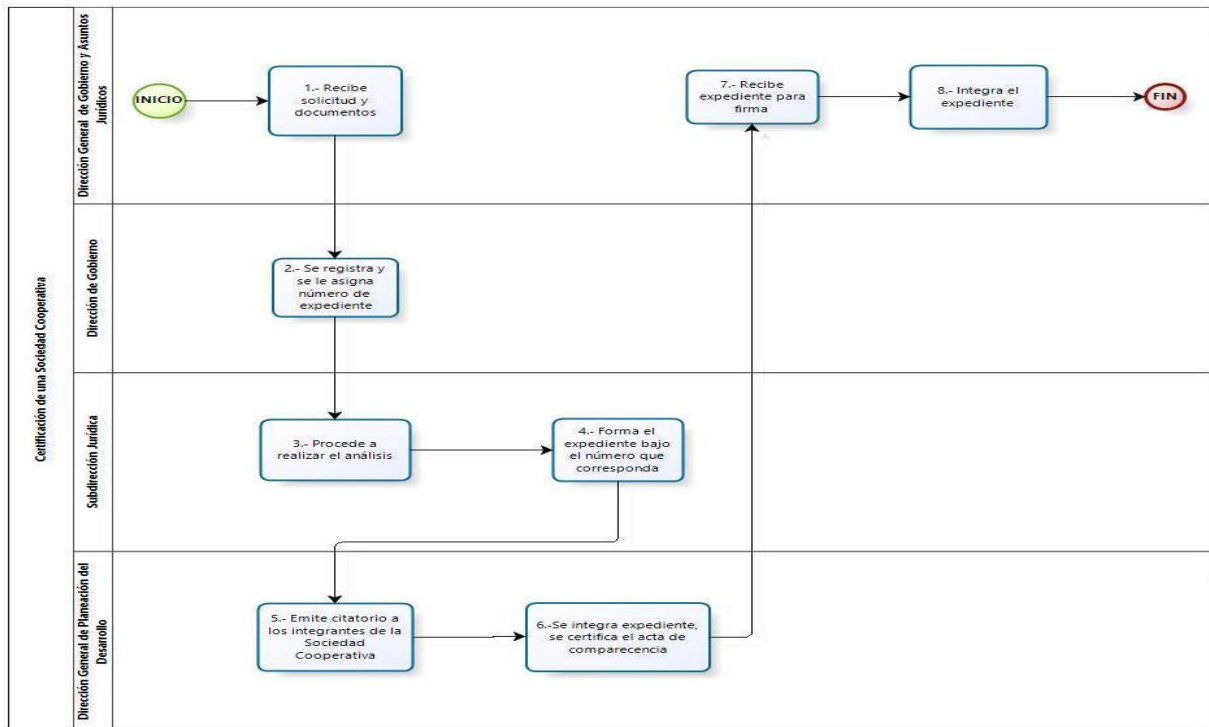 Cetificación de una Sociedad Cooperativa
Dirección General de Gobierno y Asuntos
Jurídicos
INICIO
1.- Recibe
solicitud y
documentos
7.- Recibe
expediente para
firma
8.- Integra el
expediente
FIN
Dirección de Gobierno
2.- Se registra y
se le asigna
número de
expediente
Subdirección Jurídica
3.- Procede a
realizar el análisis
4.- Forma el
expediente bajo
el número que
corresponda
Dirección General de Planeación del
Desarrollo
5.- Emite citatorio a
los integrantes de la
Sociedad
Cooperativa
6.-Se integra expediente,
se certifica el acta de
comparecencia